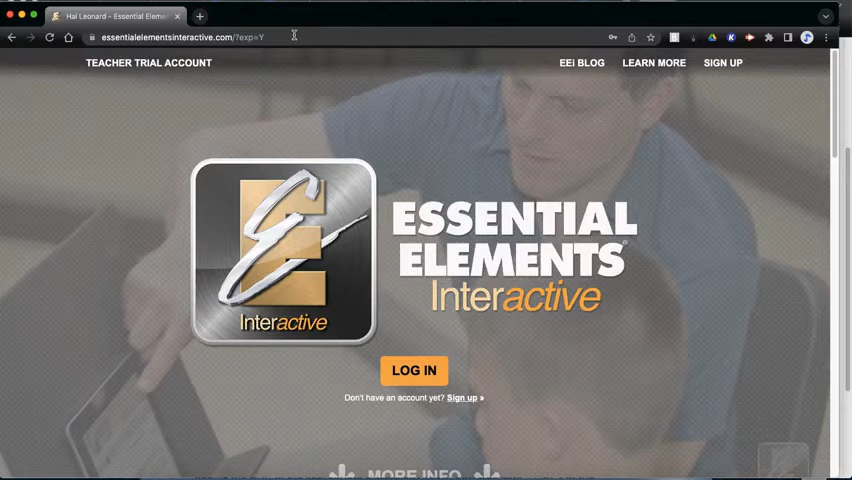 Hal Leonard - Essential Elemen
essentialelementsinteractive.com/?exp=Y
TEACHER TRIAL ACCOUNT
EEi BLOG
LEARN MORE
SIGN UP
E
Interactive
ESSENTIAL
ELEMENTS®
Interactive
LOG IN
Don't have an account yet? Sign up »
MORE INFO